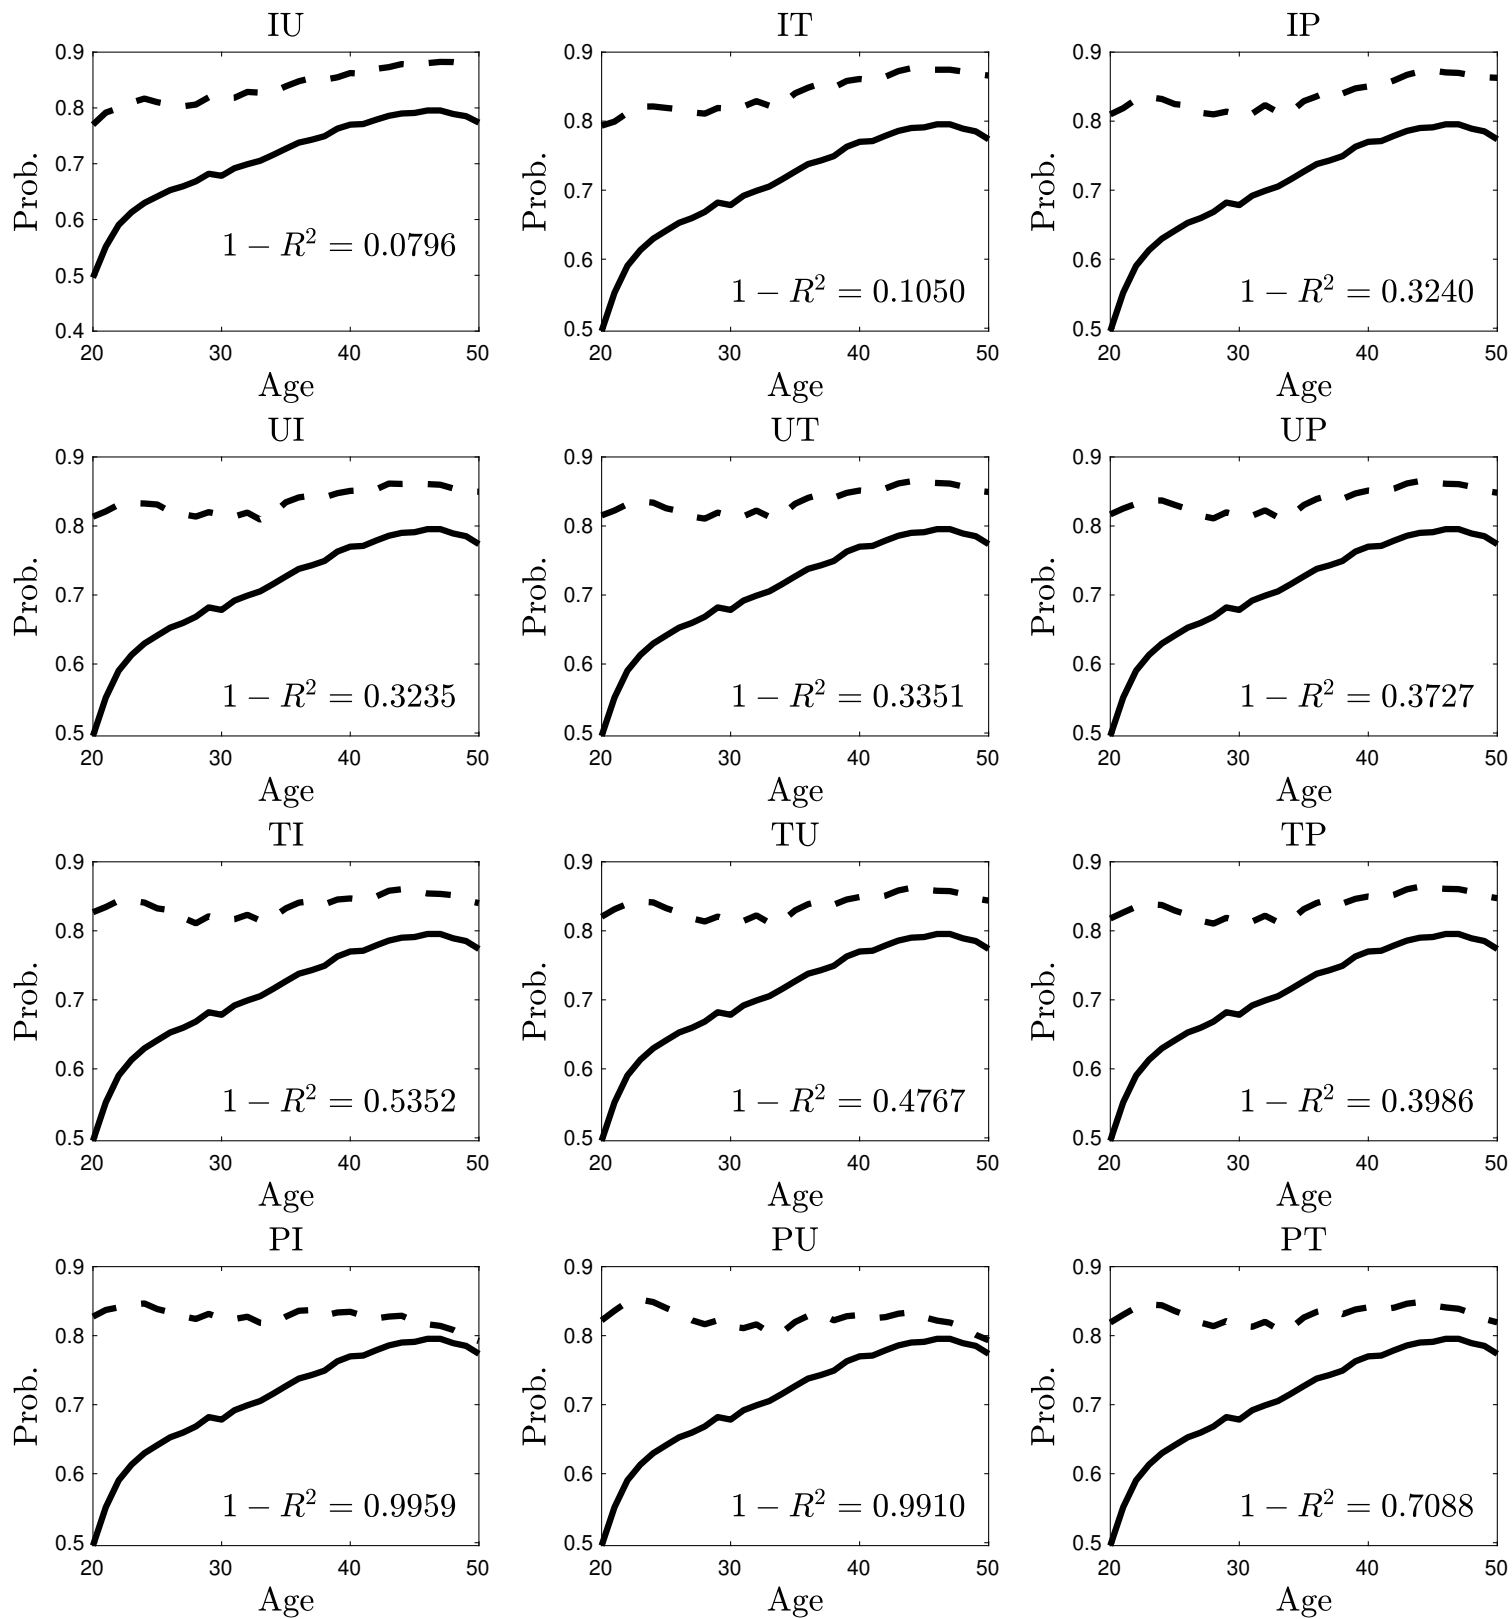 IU
0.9
0.8
0.7
0.6
0.5
0.4
Prob.
1 − R² = 0.0796
20 30 40 50
Age
IT
0.9
0.8
0.7
0.6
0.5
Prob.
1 − R² = 0.1050
20 30 40 50
Age
IP
0.9
0.8
0.7
0.6
0.5
Prob.
1 − R² = 0.3240
20 30 40 50
Age
UI
0.9
0.8
0.7
0.6
0.5
Prob.
1 − R² = 0.3235
20 30 40 50
Age
UT
0.9
0.8
0.7
0.6
0.5
Prob.
1 − R² = 0.3351
20 30 40 50
Age
UP
0.9
0.8
0.7
0.6
0.5
Prob.
1 − R² = 0.3727
20 30 40 50
Age
TI
0.9
0.8
0.7
0.6
0.5
Prob.
1 − R² = 0.5352
20 30 40 50
Age
TU
0.9
0.8
0.7
0.6
0.5
Prob.
1 − R² = 0.4767
20 30 40 50
Age
TP
0.9
0.8
0.7
0.6
0.5
Prob.
1 − R² = 0.3986
20 30 40 50
Age
PI
0.9
0.8
0.7
0.6
0.5
Prob.
1 − R² = 0.9959
20 30 40 50
Age
PU
0.9
0.8
0.7
0.6
0.5
Prob.
1 − R² = 0.9910
20 30 40 50
Age
PT
0.9
0.8
0.7
0.6
0.5
Prob.
1 − R² = 0.7088
20 30 40 50
Age